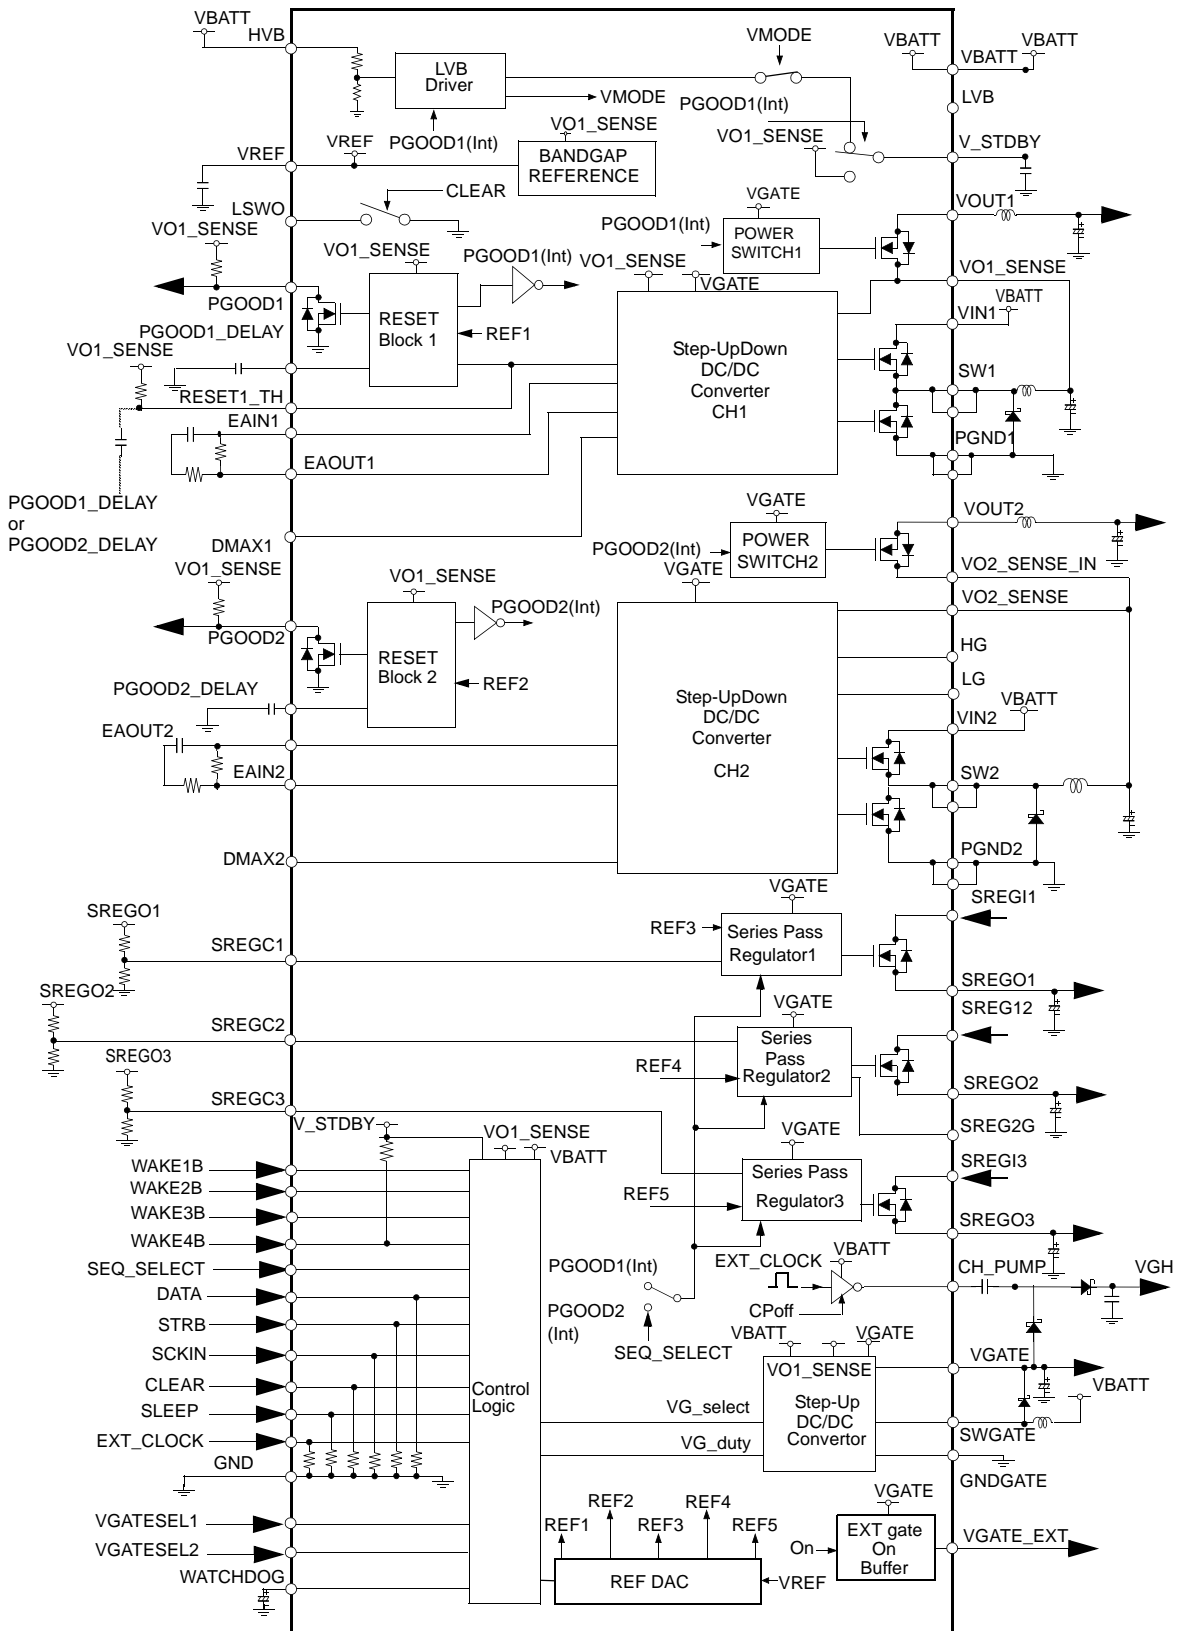 VBATT
HVB
VMODE
VBATT
VBATT
VBATT
LVB
Driver
VMODE
PGOOD1(Int)
LVB
PGOOD1(Int)
VO1_SENSE
VO1_SENSE
V_STDBY
VREF
VREF
BANDGAP
REFERENCE
CLEAR
LSWO
VGATE
VOUT1
VO1_SENSE
PGOOD1(Int)
POWER
SWITCH1
VO1_SENSE
PGOOD1(Int)
VO1_SENSE
VO1_SENSE
VGATE
VBATT
PGOOD1
VIN1
RESET
Block 1
REF1
PGOOD1_DELAY
VO1_SENSE
Step-UpDown
DC/DC
Converter
CH1
SW1
RESET1_TH
EAIN1
PGND1
EAOUT1
PGOOD1_DELAY
or
PGOOD2_DELAY
VGATE
VOUT2
DMAX1
PGOOD2(Int)
POWER
SWITCH2
VO2_SENSE_IN
VO1_SENSE
VO1_SENSE
VGATE
VO2_SENSE
PGOOD2(Int)
PGOOD2
HG
RESET
Block 2
REF2
LG
PGOOD2_DELAY
Step-UpDown
DC/DC
Converter
CH2
VBATT
VIN2
EAOUT2
EAIN2
SW2
DMAX2
PGND2
VGATE
SREGI1
SREGO1
REF3
Series Pass
Regulator1
SREGC1
SREGO1
SREGO2
VGATE
SREG12
SREGC2
Series
Pass
Regulator2
SREGO3
REF4
SREGO2
SREGC3
V_STDBY
VO1_SENSE
VBATT
VGATE
SREG2G
WAKE1B
Series Pass
Regulator3
SREGI3
WAKE2B
REF5
WAKE3B
SREGO3
WAKE4B
SEQ_SELECT
PGOOD1(Int)
EXT_CLOCK
VBATT
CH_PUMP
VGH
DATA
PGOOD2
(Int)
CPoff
STRB
SEQ_SELECT
VBATT
VGATE
SCKIN
VO1_SENSE
VGATE
CLEAR
Control
Logic
Step-Up
DC/DC
Convertor
VBATT
SLEEP
VG_select
SWGATE
EXT_CLOCK
VG_duty
GND
GNDGATE
VGATE
REF2
REF4
VGATESEL1
REF1
REF3
REF5
EXT gate
On
Buffer
VGATE_EXT
VGATESEL2
On
WATCHDOG
REF DAC
VREF